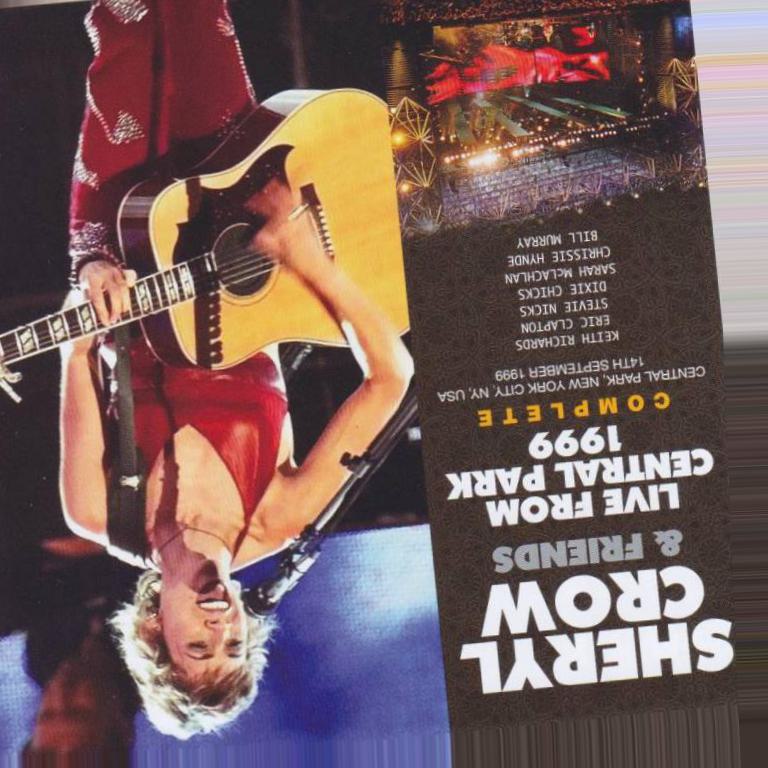 SHERYL
CROW
& FRIENDS
LIVE FROM
CENTRAL PARK
1999
COMPLETE
CENTRAL PARK, NEW YORK CITY, NY, USA
14TH SEPTEMBER 1999
KEITH RICHARDS
ERIC CLAPTON
STEVIE NICKS
DIXIE CHICKS
SARAH McLACHLAN
CHRISSIE HYNDE
BILL MURRAY